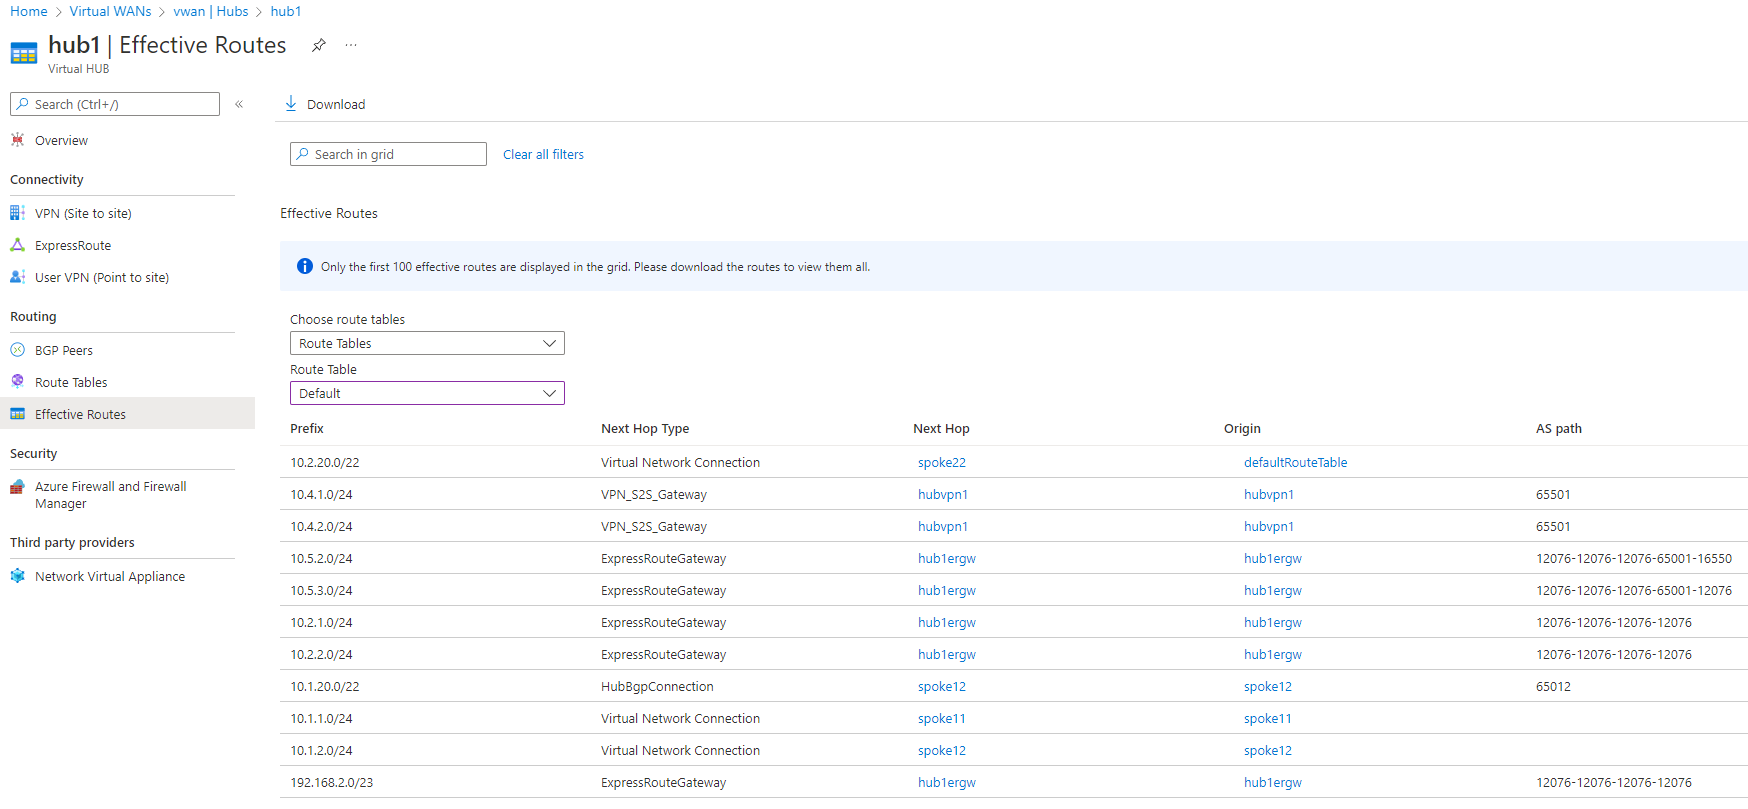 Home > Virtual WANs > vwan | Hubs > hub1
hub1 | Effective Routes ···
Virtual HUB
Search (Ctrl+/) «
Overview
Connectivity
VPN (Site to site)
ExpressRoute
User VPN (Point to site)
Routing
BGP Peers
Route Tables
Effective Routes
Security
Azure Firewall and Firewall
Manager
Third party providers
Network Virtual Appliance
Download
Search in grid Clear all filters
Effective Routes
Only the first 100 effective routes are displayed in the grid. Please download the routes to view them all.
Choose route tables
Route Tables
Route Table
Default
Prefix Next Hop Type Next Hop Origin AS path
10.2.20.0/22 Virtual Network Connection spoke22 defaultRouteTable
10.4.1.0/24 VPN_S2S_Gateway hubvpn1 hubvpn1 65501
10.4.2.0/24 VPN_S2S_Gateway hubvpn1 hubvpn1 65501
10.5.2.0/24 ExpressRouteGateway hub1ergw hub1ergw 12076-12076-12076-65001-16550
10.5.3.0/24 ExpressRouteGateway hub1ergw hub1ergw 12076-12076-12076-65001-12076
10.2.1.0/24 ExpressRouteGateway hub1ergw hub1ergw 12076-12076-12076-12076
10.2.2.0/24 ExpressRouteGateway hub1ergw hub1ergw 12076-12076-12076-12076
10.1.20.0/22 HubBgpConnection spoke12 spoke12 65012
10.1.1.0/24 Virtual Network Connection spoke11 spoke11
10.1.2.0/24 Virtual Network Connection spoke12 spoke12
192.168.2.0/23 ExpressRouteGateway hub1ergw hub1ergw 12076-12076-12076-12076